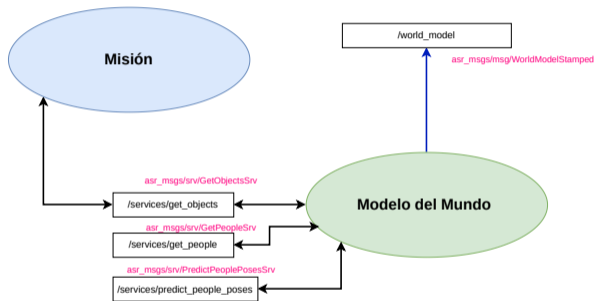 /world_model
Misión
asr_msgs/msg/WorldModelStamped
asr_msgs/srv/GetObjectsSrv
/services/get_objects
Modelo del Mundo
asr_msgs/srv/GetPeopleSrv
/services/get_people
asr_msgs/srv/PredictPeoplePosesSrv
/services/predict_people_poses